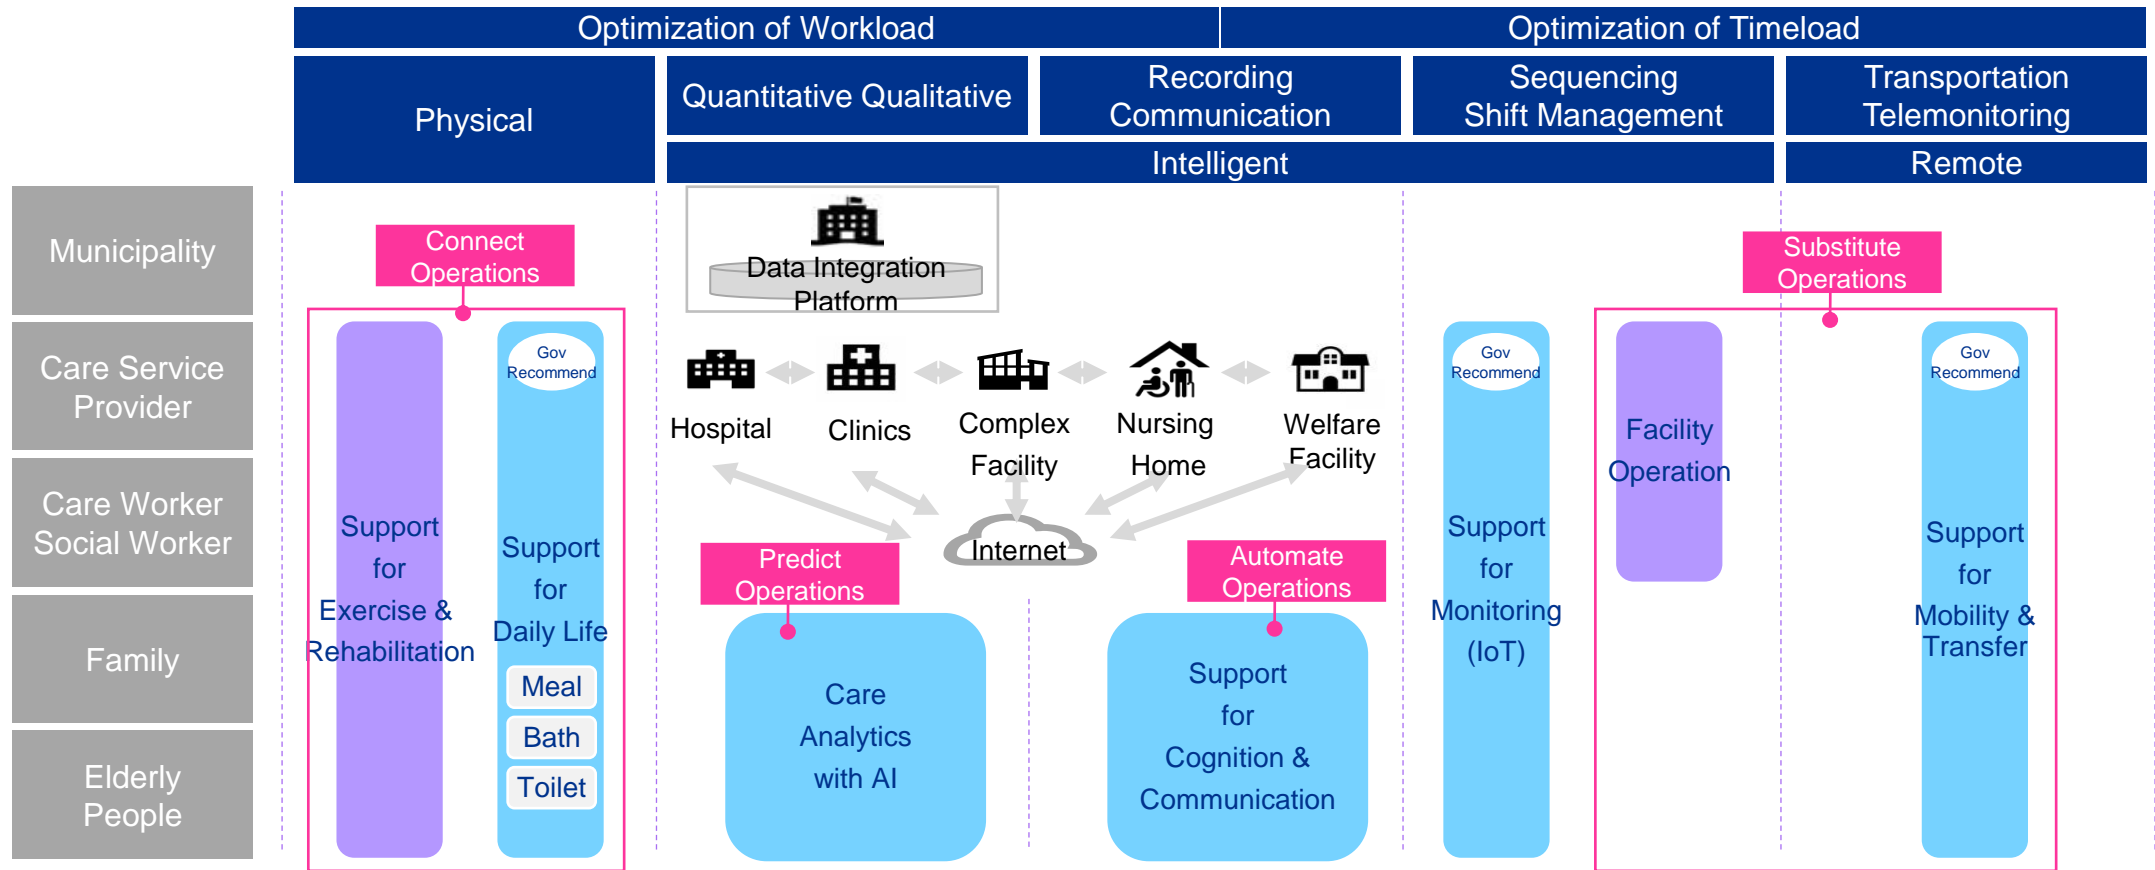 Optimization of Workload
Optimization of Timeload
Physical
Quantitative Qualitative
Recording
Communication
Sequencing
Shift Management
Transportation
Telemonitoring
Intelligent
Remote
Municipality
Care Service
Provider
Care Worker
Social Worker
Family
Elderly
People
Connect
Operations
Support
for
Exercise &
Rehabilitation
Gov
Recommend
Support
for
Daily Life
Meal
Bath
Toilet
Data Integration
Platform
Hospital
Clinics
Complex
Facility
Nursing
Home
Welfare
Facility
Internet
Predict
Operations
Care
Analytics
with AI
Automate
Operations
Support
for
Cognition &
Communication
Gov
Recommend
Support
for
Monitoring
(IoT)
Substitute
Operations
Facility
Operation
Gov
Recommend
Support
for
Mobility &
Transfer